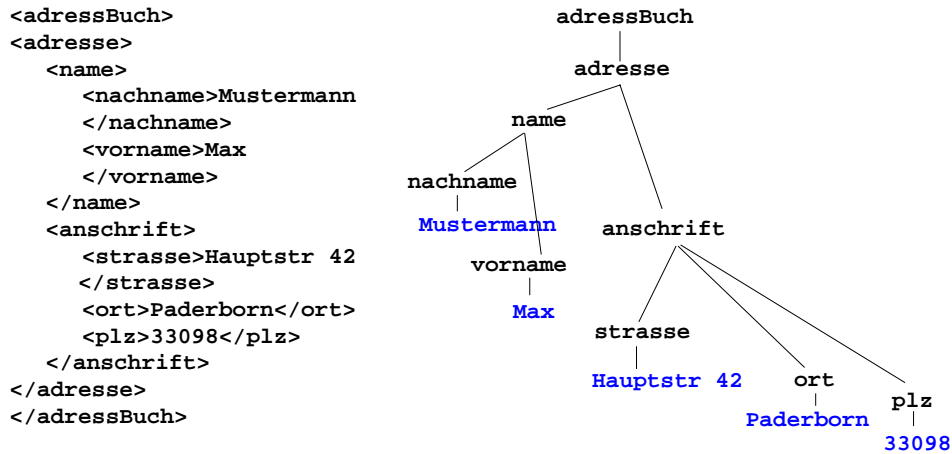 <adressBuch>
<adresse>
<name>
<nachname>Mustermann
</nachname>
<vorname>Max
</vorname>
</name>
<anschrift>
<strasse>Hauptstr 42
</strasse>
<ort>Paderborn</ort>
<plz>33098</plz>
</anschrift>
</adresse>
</adressBuch>
adressBuch
adresse
name
nachname
Mustermann
anschrift
vorname
Max
strasse
Hauptstr 42
ort
plz
Paderborn
33098